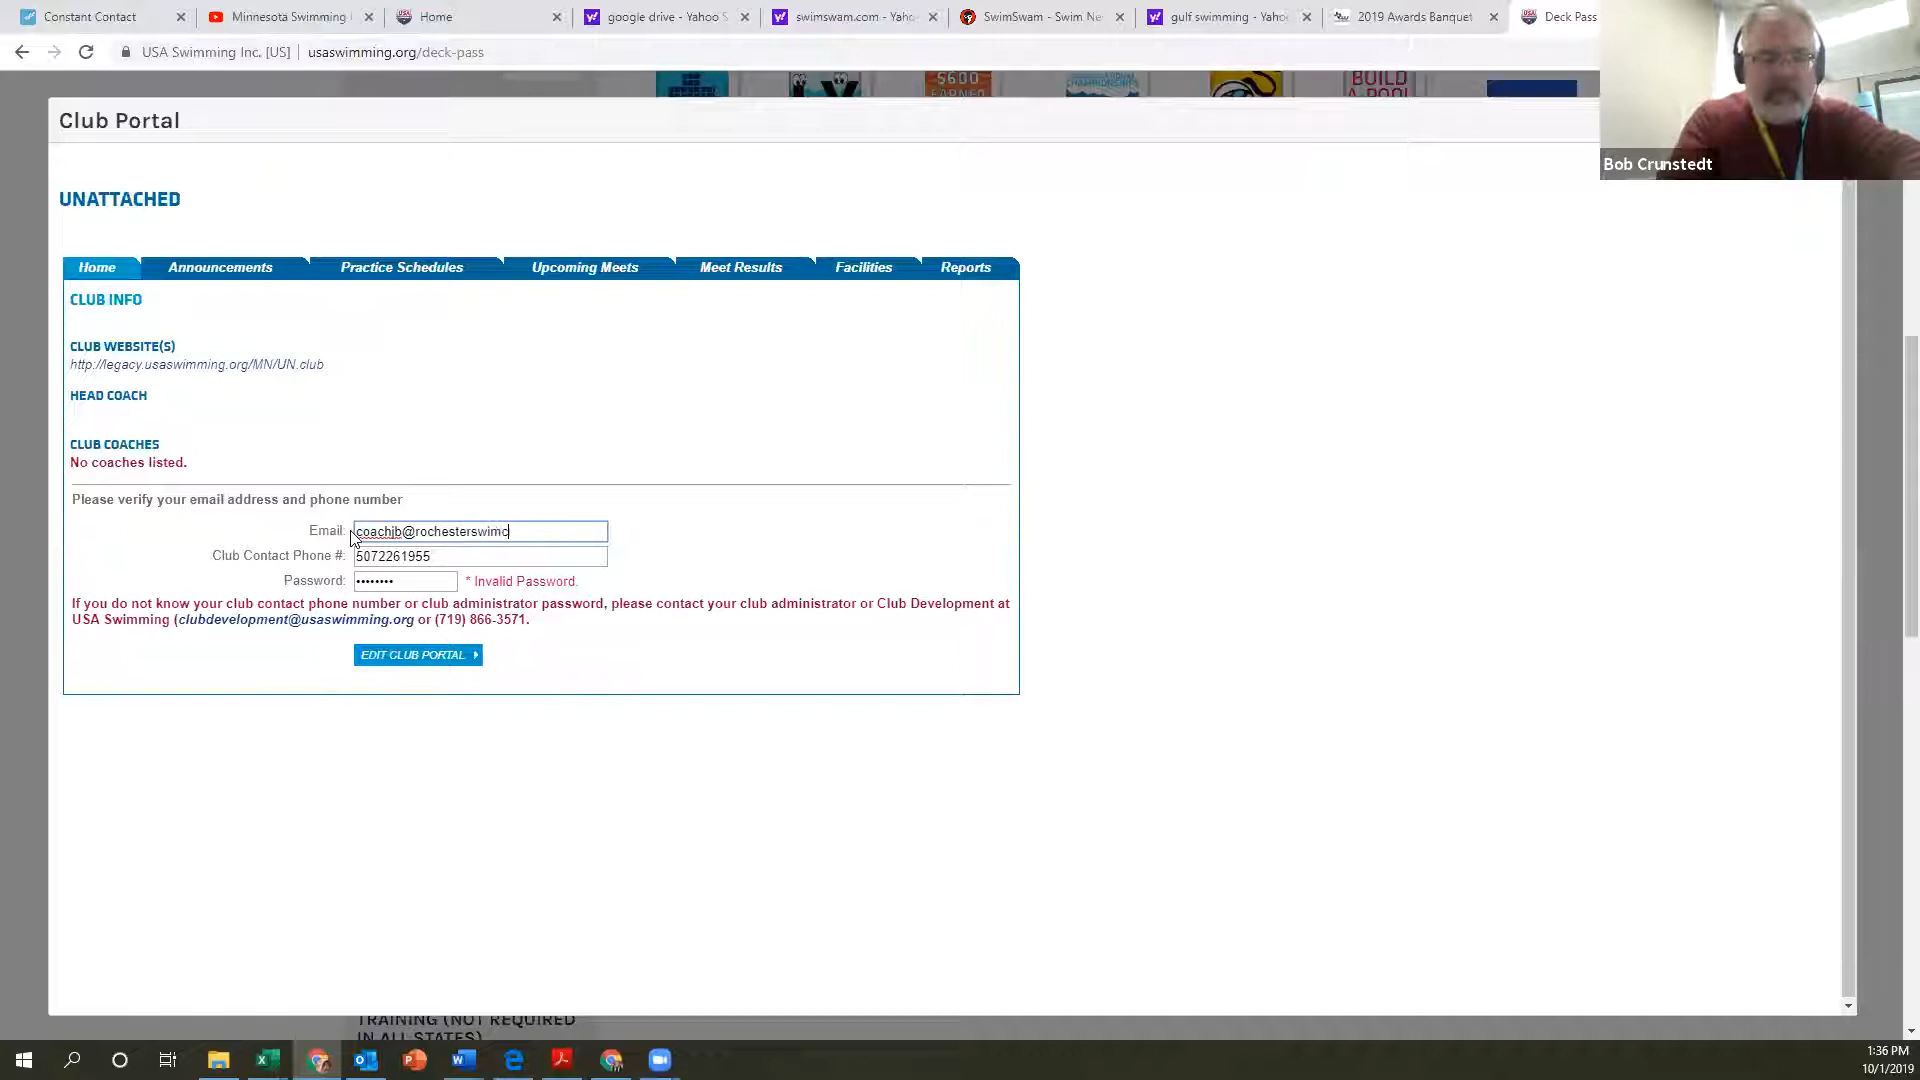 Constant Contact
Minnesota Swimming
Home
google drive - Yahoo S
swimswam.com - Yaho
SwimSwam - Swim Ne
gulf swimming - Yaho
2019 Awards Banquet
Deck Pass
USA Swimming Inc. [US]
usaswimming.org/deck-pass
5600
EARNED
CHAMPIONSHIPS
BUILD
A-POOL
Club Portal
Bob Crunstedt
UNATTACHED
Home
Announcements
Practice Schedules
Upcoming Meets
Meet Results
Facilities
Reports
CLUB INFO
CLUB WEBSITE(S)
http://legacy.usaswimming.org/MN/UN.club
HEAD COACH
CLUB COACHES
No coaches listed.
Please verify your email address and phone number
Email: coachjb@rochesterswimc
Club Contact Phone #: 5072261955
Password: •••••••• * Invalid Password.
If you do not know your club contact phone number or club administrator password, please contact your club administrator or Club Development at
USA Swimming (clubdevelopment@usaswimming.org or (719) 866-3571.
EDIT CLUB PORTAL
TRAINING (NOT REQUIRED
IN ALL STATES)
1:36 PM
10/1/2019